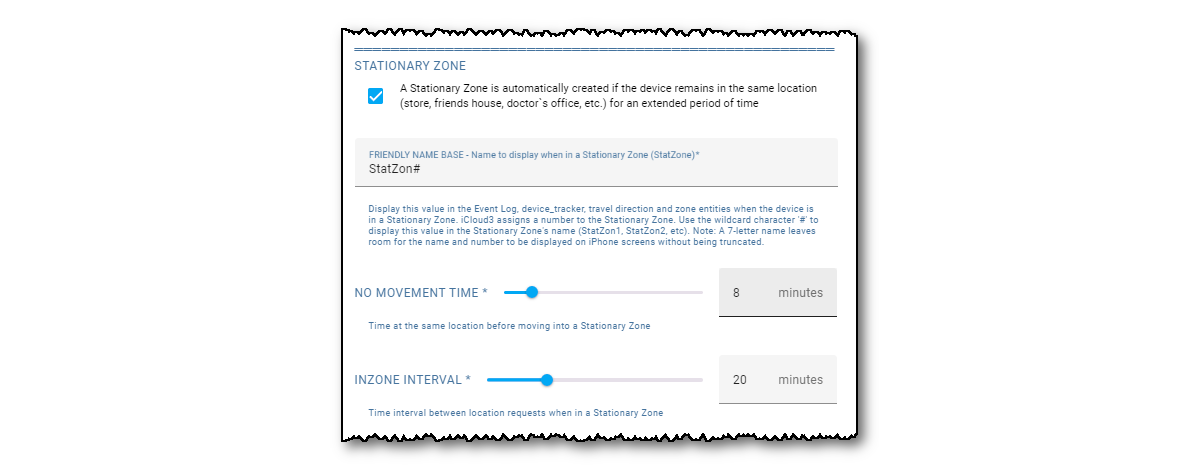 STATIONARY ZONE
A Stationary Zone is automatically created if the device remains in the same location
(store, friends house, doctor`s office, etc.) for an extended period of time
FRIENDLY NAME BASE - Name to display when in a Stationary Zone (StatZone)*
StatZon#
Display this value in the Event Log, device_tracker, travel direction and zone entities when the device is
in a Stationary Zone. iCloud3 assigns a number to the Stationary Zone. Use the wildcard character '#' to
display this value in the Stationary Zone's name (StatZon1, StatZon2, etc). Note: A 7-letter name leaves
room for the name and number to be displayed on iPhone screens without being truncated.
NO MOVEMENT TIME * 8 minutes
Time at the same location before moving into a Stationary Zone
INZONE INTERVAL * 20 minutes
Time interval between location requests when in a Stationary Zone